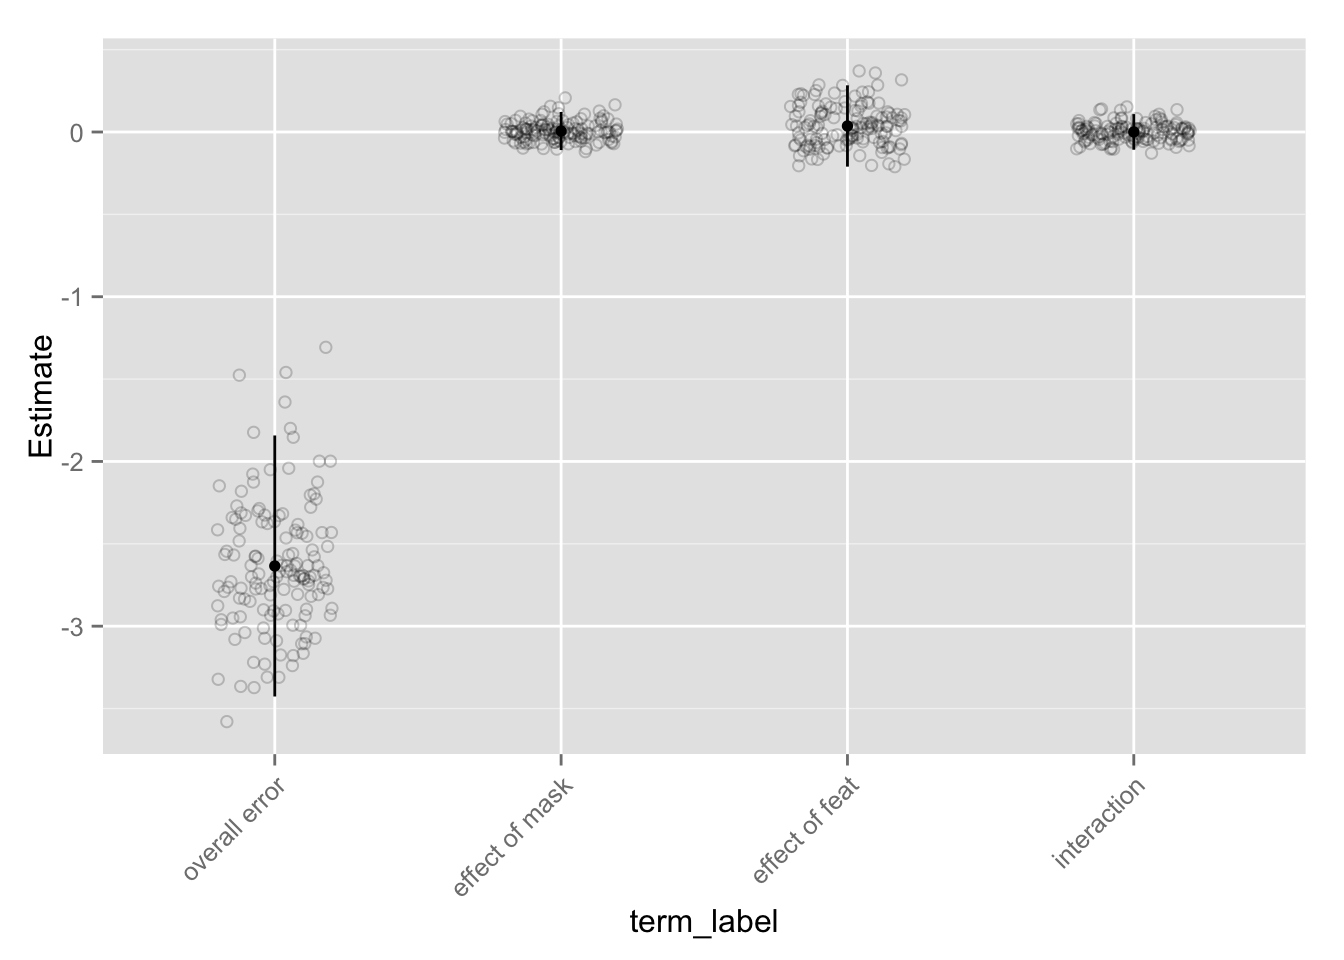 Estimate
0
-1
-2
-3
overall error
effect of mask
effect of feat
interaction
term_label